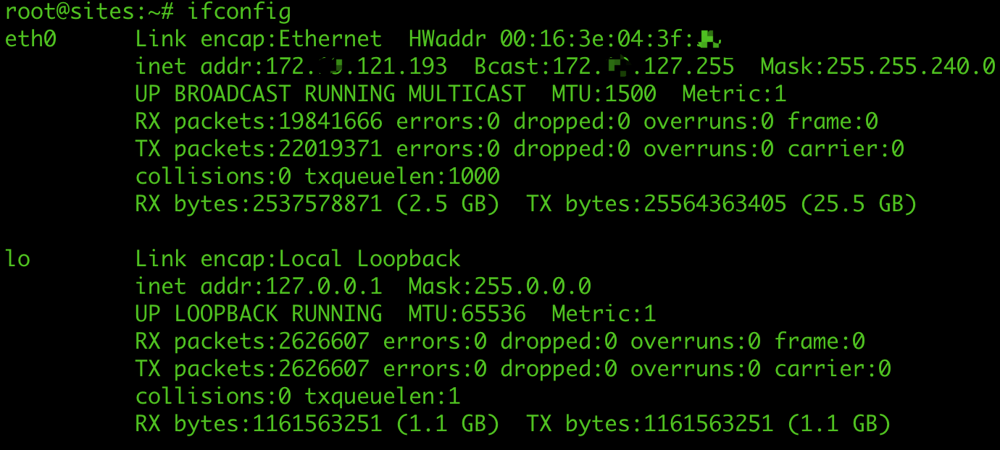 root@sites:~# ifconfig
eth0 Link encap:Ethernet HWaddr 00:16:3e:04:3f:
inet addr:172. .121.193 Bcast:172. .127.255 Mask:255.255.240.0
UP BROADCAST RUNNING MULTICAST MTU:1500 Metric:1
RX packets:19841666 errors:0 dropped:0 overruns:0 frame:0
TX packets:22019371 errors:0 dropped:0 overruns:0 carrier:0
collisions:0 txqueuelen:1000
RX bytes:2537578871 (2.5 GB) TX bytes:25564363405 (25.5 GB)
lo Link encap:Local Loopback
inet addr:127.0.0.1 Mask:255.0.0.0
UP LOOPBACK RUNNING MTU:65536 Metric:1
RX packets:2626607 errors:0 dropped:0 overruns:0 frame:0
TX packets:2626607 errors:0 dropped:0 overruns:0 carrier:0
collisions:0 txqueuelen:1
RX bytes:1161563251 (1.1 GB) TX bytes:1161563251 (1.1 GB)